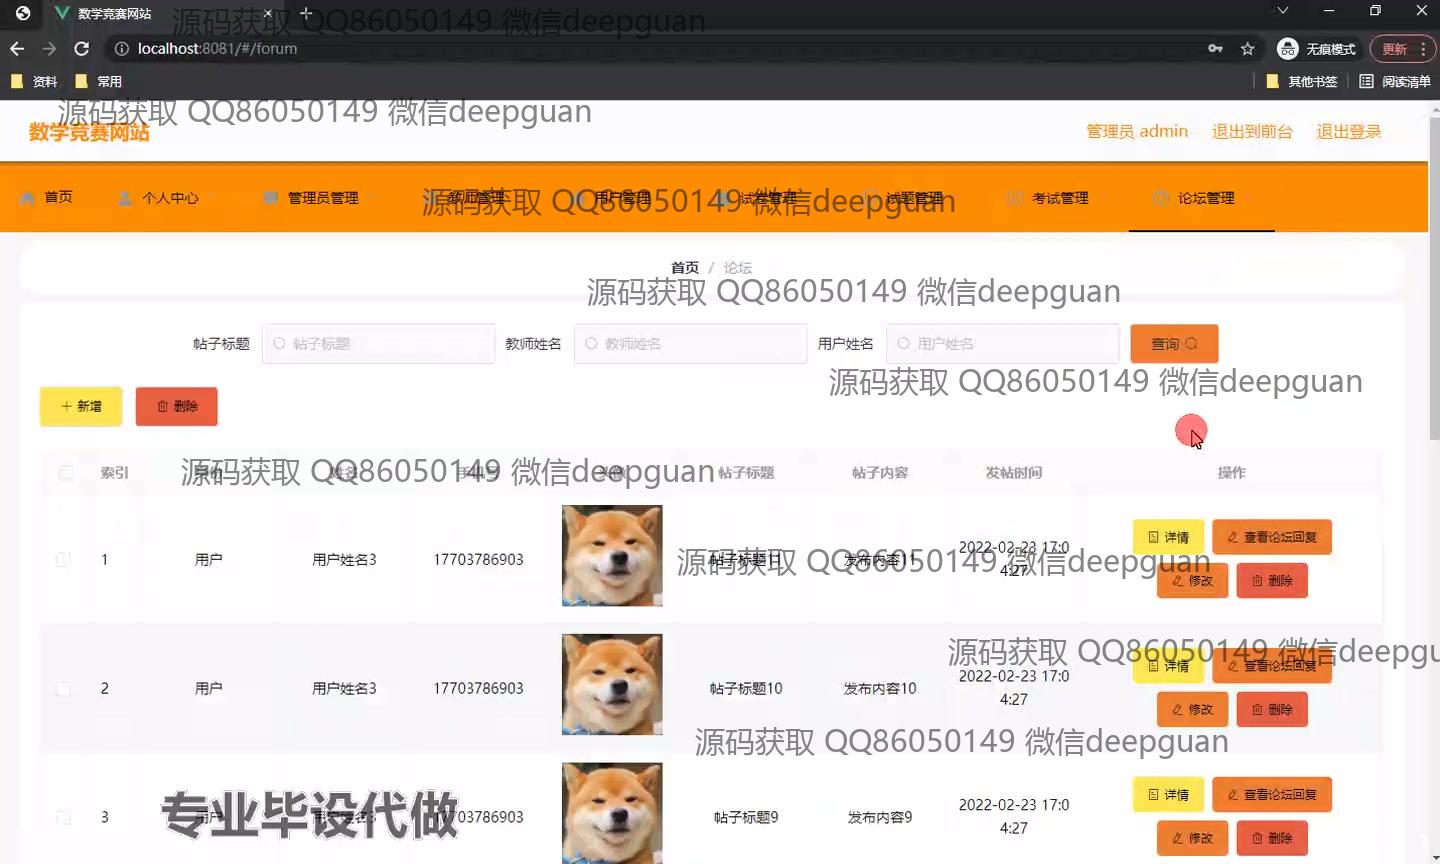 数学竞赛网站
源码获取 QQ86050149 微信deepguan
localhost:8081/#/forum
无痕模式
更新
资料
常用
其他书签
阅读清单
源码获取 QQ86050149 微信deepguan
数学竞赛网站
管理员 admin
退出到前台
退出登录
首页
个人中心
管理员管理
教师管理
用户管理
试卷管理
试题管理
考试管理
论坛管理
源码获取 QQ86050149 微信deepguan
首页 / 论坛
源码获取 QQ86050149 微信deepguan
帖子标题
帖子标题
教师姓名
教师姓名
用户姓名
用户姓名
查询
源码获取 QQ86050149 微信deepguan
新增
删除
索引
姓名
帖子标题
帖子内容
发帖时间
操作
源码获取 QQ86050149 微信deepguan
1
用户
用户姓名3
17703786903
帖子标题11
发布内容11
2022-02-23 17:0
4:27
详情
查看论坛回复
修改
删除
源码获取 QQ86050149 微信deepguan
2
用户
用户姓名3
17703786903
帖子标题10
发布内容10
2022-02-23 17:0
4:27
详情
查看论坛回复
修改
删除
源码获取 QQ86050149 微信deepgu
源码获取 QQ86050149 微信deepguan
3
用户
用户姓名3
17703786903
帖子标题9
发布内容9
2022-02-23 17:0
4:27
详情
查看论坛回复
修改
删除
专业毕设代做